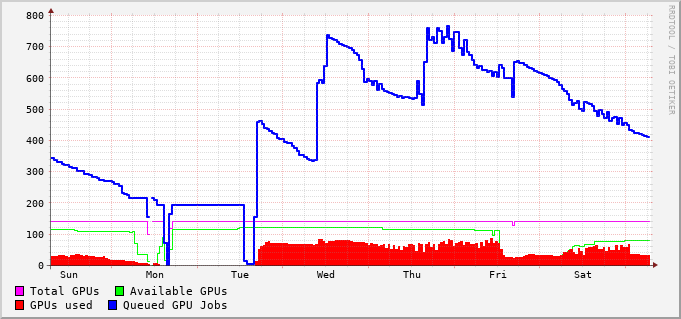 800
700
600
500
400
300
200
100
0
Sun Mon Tue Wed Thu Fri Sat
Total GPUs Available GPUs
GPUs used Queued GPU Jobs
RRDTOOL / TOBI OETIKER